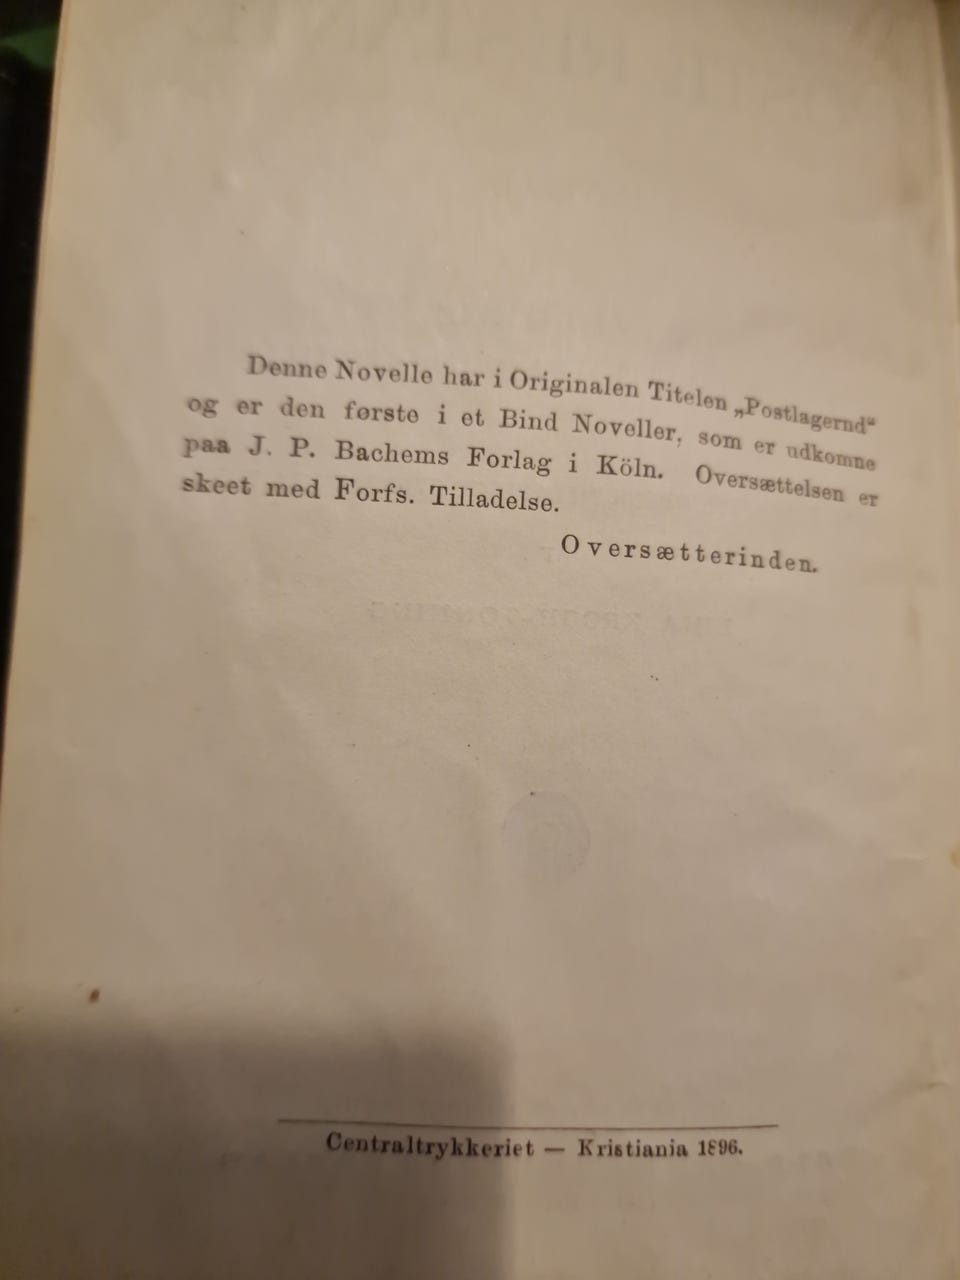 Denne Novelle har i Originalen Titelen „Postlagernd“
og er den første i et Bind Noveller, som er udkomne
paa J. P. Bachems Forlag i Köln. Oversættelsen er
skeet med Forfs. Tilladelse.
Oversætterinden.
Centraltrykkeriet — Kristiania 1896.